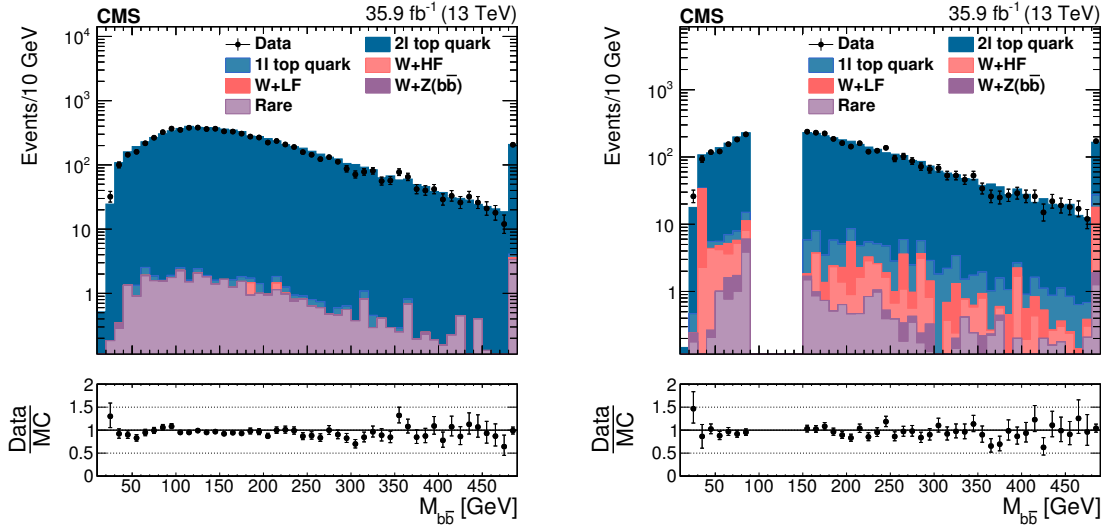 CMS 35.9 fb⁻¹ (13 TeV)
Events/10 GeV
10⁴
10³
10²
10
1
Data 2l top quark
1l top quark W+HF
W+LF W+Z(bb̅)
Rare
Data
MC
2
1.5
1
0.5
0
50 100 150 200 250 300 350 400 450
M_bb̅ [GeV]
CMS 35.9 fb⁻¹ (13 TeV)
Events/10 GeV
10³
10²
10
1
Data 2l top quark
1l top quark W+HF
W+LF W+Z(bb̅)
Rare
Data
MC
2
1.5
1
0.5
0
50 100 150 200 250 300 350 400 450
M_bb̅ [GeV]